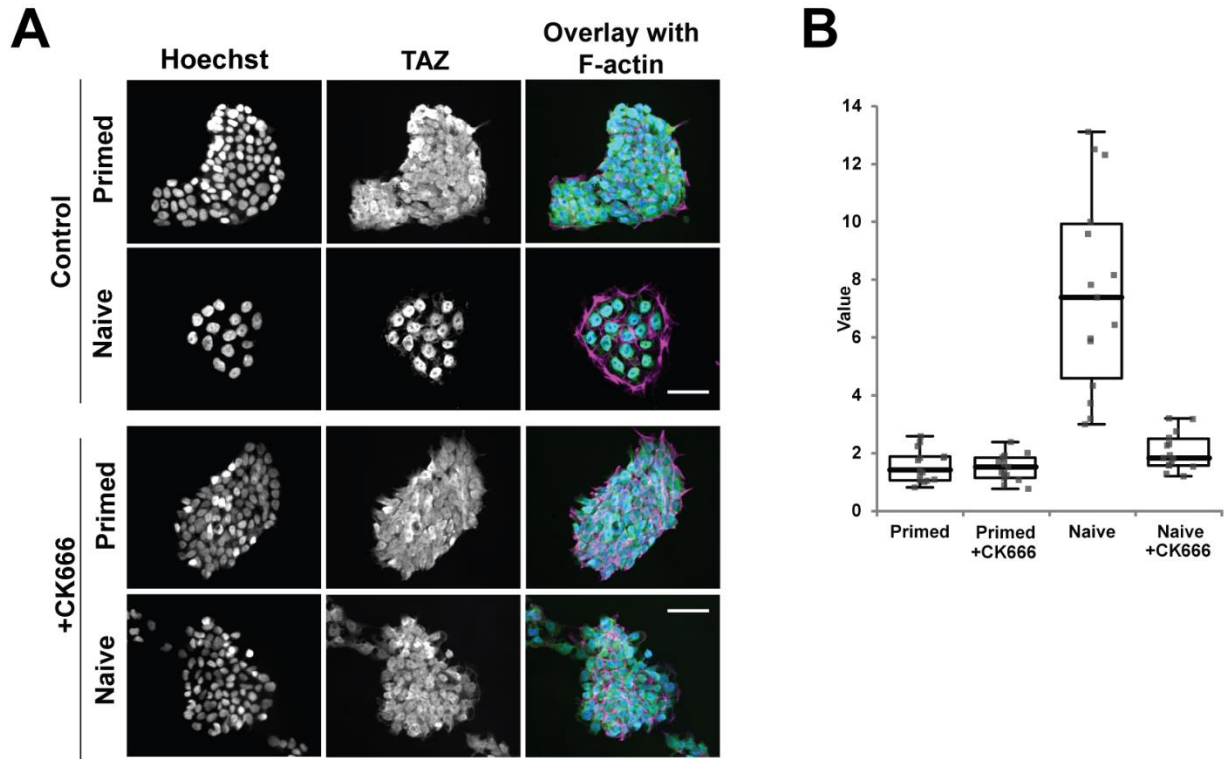 A
Hoechst
TAZ
Overlay with
F-actin
Control
Primed
Naive
+CK666
Primed
Naive
B
Value
14
12
10
8
6
4
2
0
Primed
Primed
+CK666
Naive
Naive
+CK666